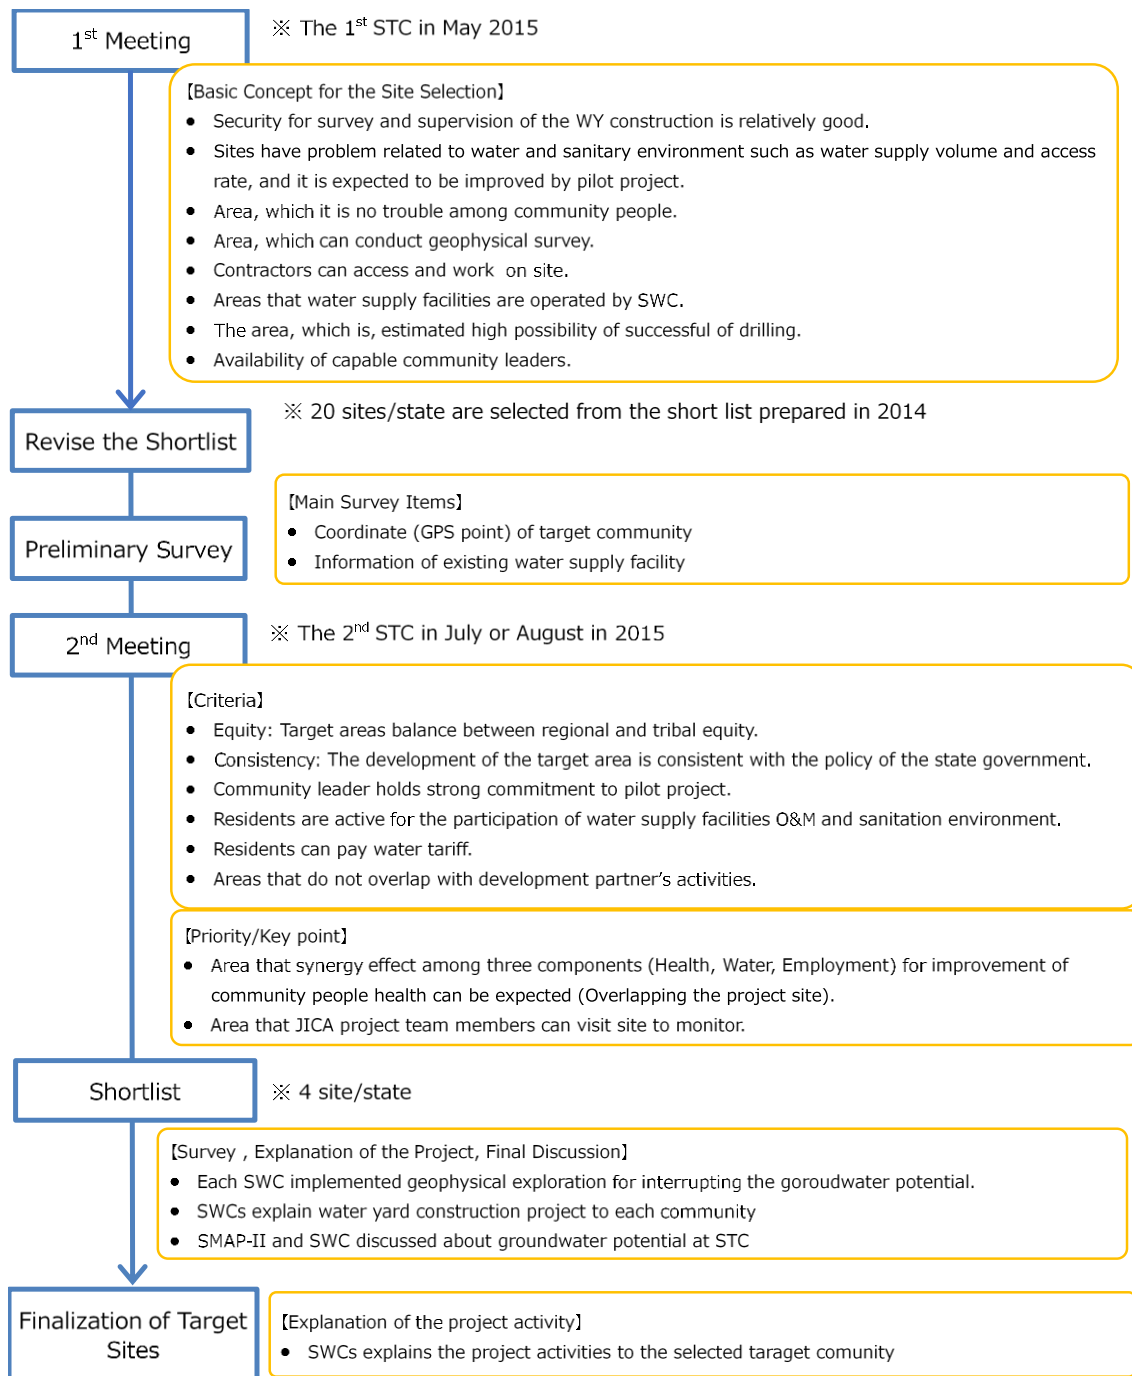 1st Meeting
※ The 1st STC in May 2015
【Basic Concept for the Site Selection】
● Security for survey and supervision of the WY construction is relatively good.
● Sites have problem related to water and sanitary environment such as water supply volume and access
rate, and it is expected to be improved by pilot project.
● Area, which it is no trouble among community people.
● Area, which can conduct geophysical survey.
● Contractors can access and work on site.
● Areas that water supply facilities are operated by SWC.
● The area, which is, estimated high possibility of successful of drilling.
● Availability of capable community leaders.
※ 20 sites/state are selected from the short list prepared in 2014
Revise the Shortlist
【Main Survey Items】
● Coordinate (GPS point) of target community
● Information of existing water supply facility
Preliminary Survey
2nd Meeting
※ The 2nd STC in July or August in 2015
【Criteria】
● Equity: Target areas balance between regional and tribal equity.
● Consistency: The development of the target area is consistent with the policy of the state government.
● Community leader holds strong commitment to pilot project.
● Residents are active for the participation of water supply facilities O&M and sanitation environment.
● Residents can pay water tariff.
● Areas that do not overlap with development partner's activities.
【Priority/Key point】
● Area that synergy effect among three components (Health, Water, Employment) for improvement of
community people health can be expected (Overlapping the project site).
● Area that JICA project team members can visit site to monitor.
Shortlist
※ 4 site/state
【Survey , Explanation of the Project, Final Discussion】
● Each SWC implemented geophysical exploration for interrupting the goroudwater potential.
● SWCs explain water yard construction project to each community
● SMAP-II and SWC discussed about groundwater potential at STC
Finalization of Target
Sites
【Explanation of the project activity】
● SWCs explains the project activities to the selected taraget comunity